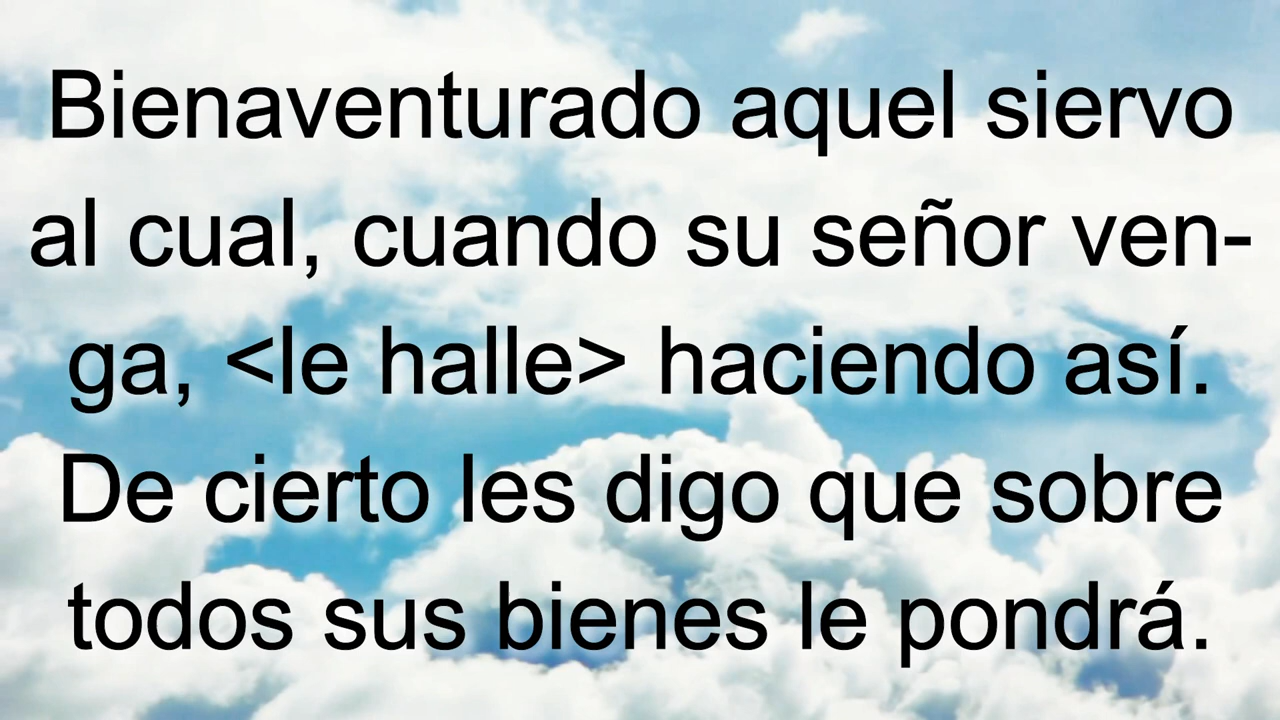 Bienaventurado aquel siervo
al cual, cuando su señor ven-
ga, <le halle> haciendo así.
De cierto les digo que sobre
todos sus bienes le pondrá.